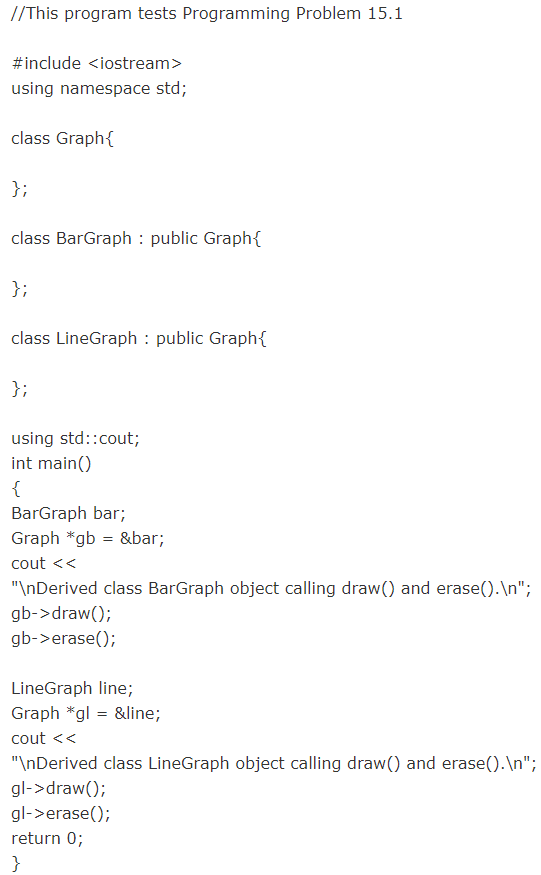 //This program tests Programming Problem 15.1
#include <iostream>
using namespace std;
class Graph{
};
class BarGraph : public Graph{
};
class LineGraph : public Graph{
};
using std::cout;
int main()
{
BarGraph bar;
Graph *gb = &bar;
cout <<
"\nDerived class BarGraph object calling draw() and erase().\n";
gb->draw();
gb->erase();
LineGraph line;
Graph *gl = &line;
cout <<
"\nDerived class LineGraph object calling draw() and erase().\n";
gl->draw();
gl->erase();
return 0;
}